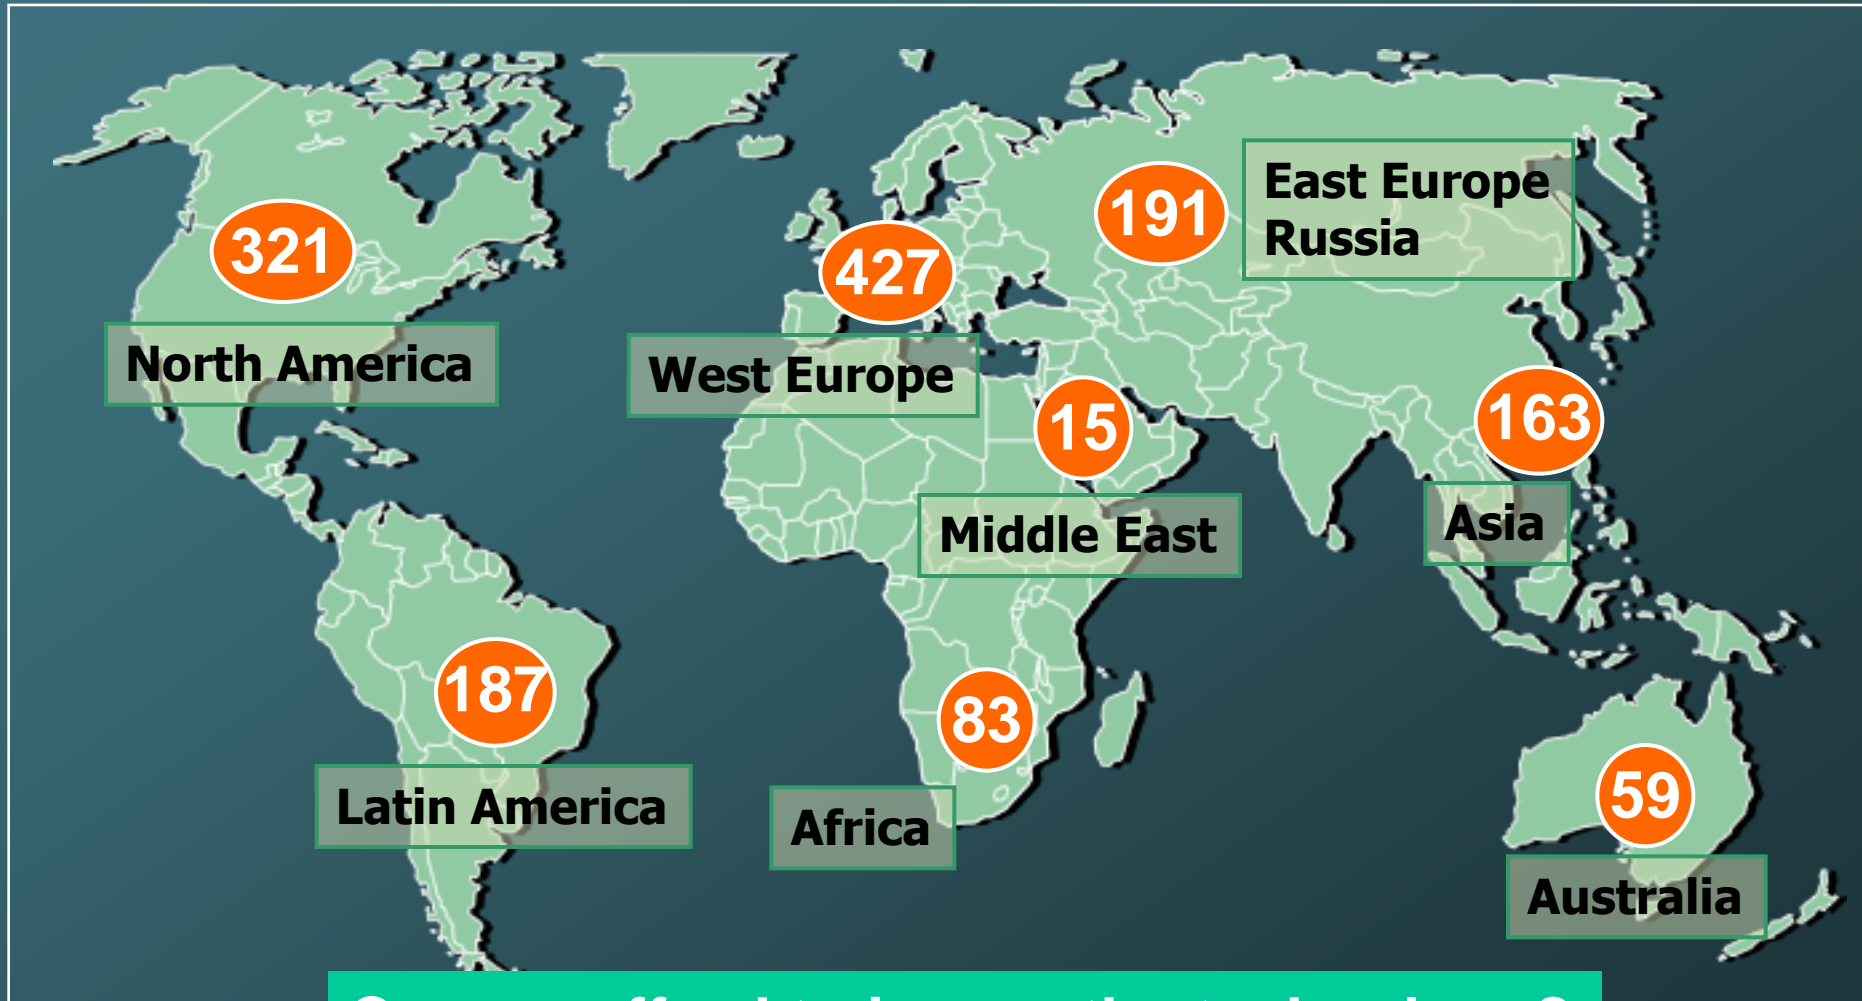 321
North America
427
West Europe
191
East Europe
Russia
15
Middle East
163
Asia
187
Latin America
83
Africa
59
Australia